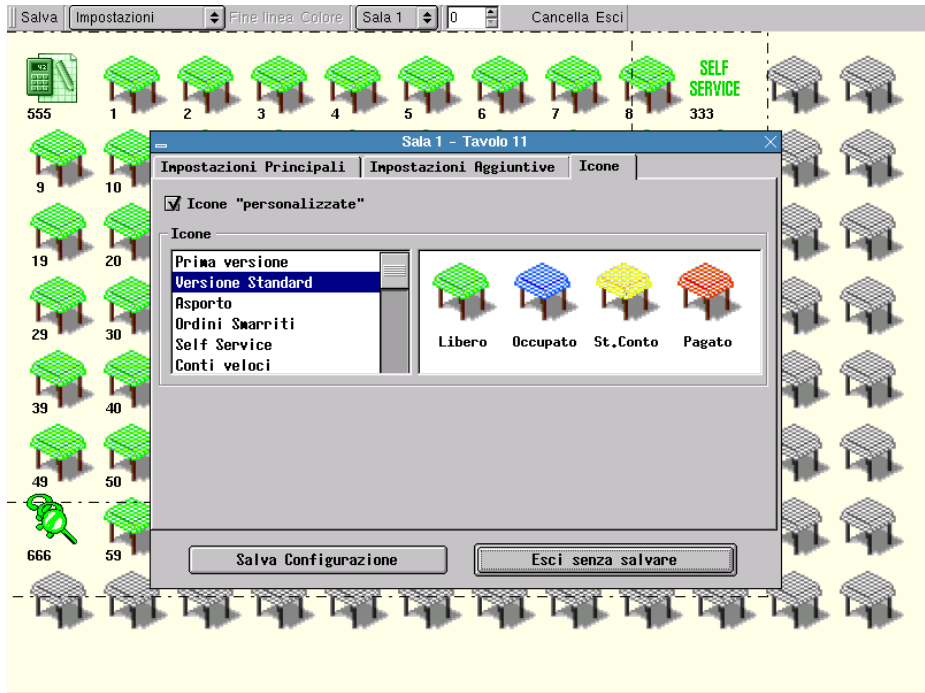 Salva Impostazioni Fine linea Colore Sala 1 0 Cancella Esci
SELF
SERVICE
555 1 2 3 4 5 6 7 8 333
Sala 1 - Tavolo 11
Impostazioni Principali Impostazioni Aggiuntive Icone
9 10
Icone "personalizzate"
Icone
Prima versione
Versione Standard
Asporto
Ordini Smarriti
Self Service
Conti veloci
Libero Occupato St.Conto Pagato
19 20
29 30
39 40
49 50
666 59
Salva Configurazione Esci senza salvare